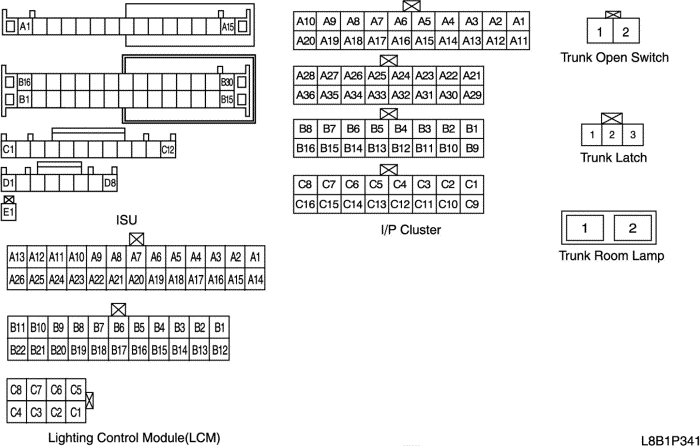 A1 A15
B16 B30
B1 B15
C1 C12
D1 D8
E1
ISU
A13 A12 A11 A10 A9 A8 A7 A6 A5 A4 A3 A2 A1
A26 A25 A24 A23 A22 A21 A20 A19 A18 A17 A16 A15 A14
B11 B10 B9 B8 B7 B6 B5 B4 B3 B2 B1
B22 B21 B20 B19 B18 B17 B16 B15 B14 B13 B12
C8 C7 C6 C5
C4 C3 C2 C1
Lighting Control Module(LCM)
A10 A9 A8 A7 A6 A5 A4 A3 A2 A1
A20 A19 A18 A17 A16 A15 A14 A13 A12 A11
A28 A27 A26 A25 A24 A23 A22 A21
A36 A35 A34 A33 A32 A31 A30 A29
B8 B7 B6 B5 B4 B3 B2 B1
B16 B15 B14 B13 B12 B11 B10 B9
C8 C7 C6 C5 C4 C3 C2 C1
C16 C15 C14 C13 C12 C11 C10 C9
I/P Cluster
1 2
Trunk Open Switch
1 2 3
Trunk Latch
1 2
Trunk Room Lamp
L8B1P341